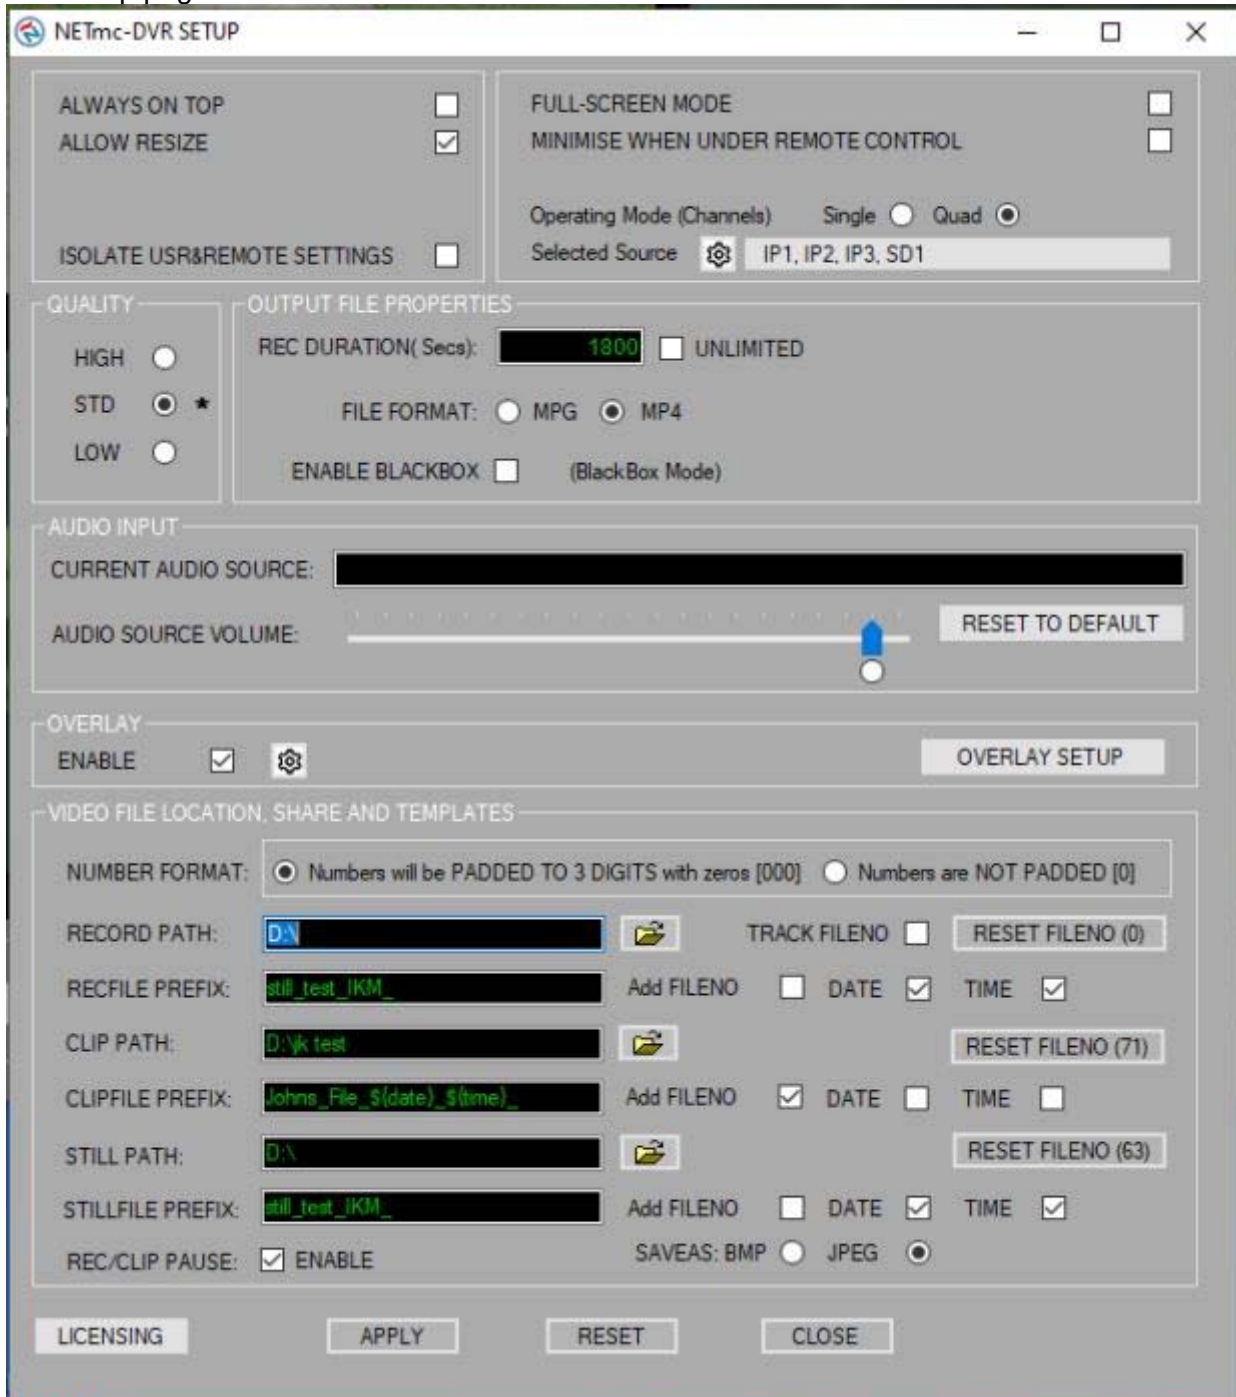 NETmc-DVR SETUP
ALWAYS ON TOP
ALLOW RESIZE
ISOLATE USR&REMOTE SETTINGS
FULL-SCREEN MODE
MINIMISE WHEN UNDER REMOTE CONTROL
Operating Mode (Channels) Single Quad
Selected Source IP1, IP2, IP3, SD1
QUALITY
HIGH
STD *
LOW
OUTPUT FILE PROPERTIES
REC DURATION( Secs): 1800 UNLIMITED
FILE FORMAT: MPG MP4
ENABLE BLACKBOX (BlackBox Mode)
AUDIO INPUT
CURRENT AUDIO SOURCE:
AUDIO SOURCE VOLUME: RESET TO DEFAULT
OVERLAY
ENABLE OVERLAY SETUP
VIDEO FILE LOCATION, SHARE AND TEMPLATES
NUMBER FORMAT: Numbers will be PADDED TO 3 DIGITS with zeros [000] Numbers are NOT PADDED [0]
RECORD PATH: D:\ TRACK FILENO RESET FILENO (0)
RECFILE PREFIX: still_test_IKM_ Add FILENO DATE TIME
CLIP PATH: D:\jk test RESET FILENO (71)
CLIPFILE PREFIX: Johns_File_${date}_${time}_ Add FILENO DATE TIME
STILL PATH: D:\ RESET FILENO (63)
STILLFILE PREFIX: still_test_IKM_ Add FILENO DATE TIME
REC/CLIP PAUSE: ENABLE SAVEAS: BMP JPEG
LICENSING APPLY RESET CLOSE